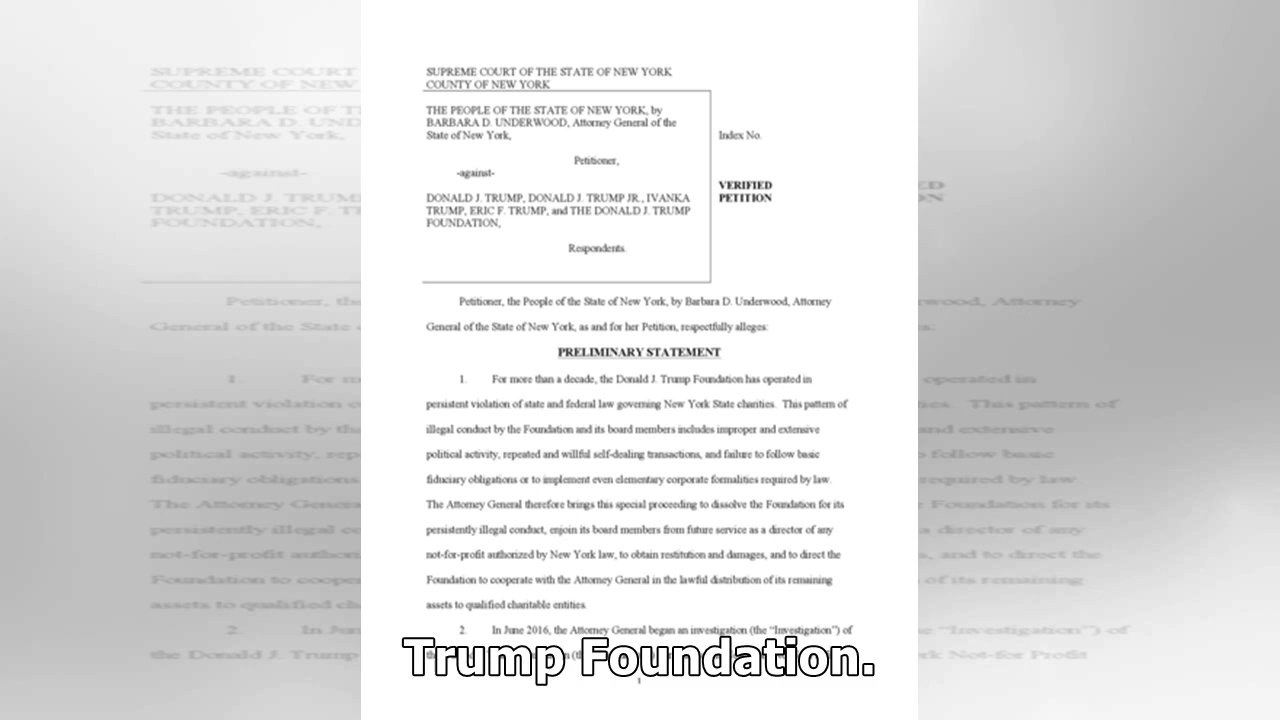 SUPREME COURT OF THE STATE OF NEW YORK
COUNTY OF NEW YORK
THE PEOPLE OF THE STATE OF NEW YORK, by
BARBARA D. UNDERWOOD, Attorney General of the
State of New York,
Petitioner,
-against-
DONALD J. TRUMP, DONALD J. TRUMP JR., IVANKA
TRUMP, ERIC F. TRUMP, and THE DONALD J. TRUMP
FOUNDATION,
Respondents.
Index No.
VERIFIED
PETITION
Petitioner, the People of the State of New York, by Barbara D. Underwood, Attorney
General of the State of New York, as and for her Petition, respectfully alleges:
PRELIMINARY STATEMENT
1. For more than a decade, the Donald J. Trump Foundation has operated in
persistent violation of state and federal law governing New York State charities. This pattern of
illegal conduct by the Foundation and its board members includes improper and extensive
political activity, repeated and willful self-dealing transactions, and failure to follow basic
fiduciary obligations or to implement even elementary corporate formalities required by law.
The Attorney General therefore brings this special proceeding to dissolve the Foundation for its
persistently illegal conduct, enjoin its board members from future service as a director of any
not-for-profit authorized by New York law, to obtain restitution and damages, and to direct the
Foundation to cooperate with the Attorney General in the lawful distribution of its remaining
assets to qualified charitable entities.
2. In June 2016, the Attorney General began an investigation (the "Investigation") of
Trump Foundation.
1